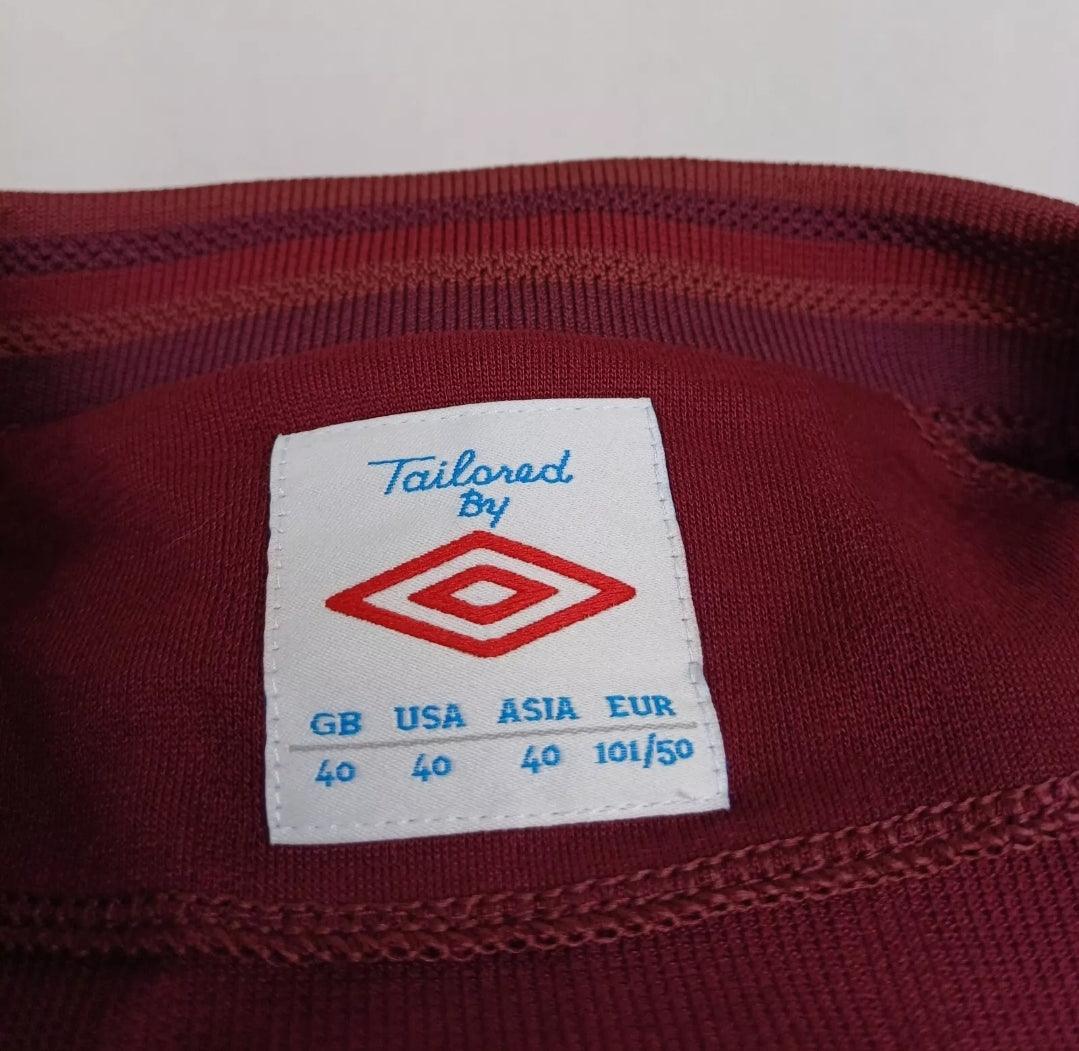 Tailored
By
GB USA ASIA EUR
40 40 40 101/50